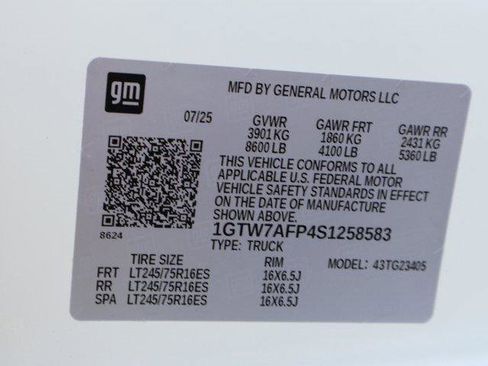 gm
MFD BY GENERAL MOTORS LLC
07/25 GVWR GAWR FRT GAWR RR
3901 KG 1860 KG 2431 KG
8600 LB 4100 LB 5360 LB
THIS VEHICLE CONFORMS TO ALL
APPLICABLE U.S. FEDERAL MOTOR
VEHICLE SAFETY STANDARDS IN EFFECT
ON THE DATE OF MANUFACTURE
SHOWN ABOVE.
8624 1GTW7AFP4S1258583
TYPE: TRUCK
TIRE SIZE RIM MODEL: 43TG23405
FRT LT245/75R16ES 16X6.5J
RR LT245/75R16ES 16X6.5J
SPA LT245/75R16ES 16X6.5J